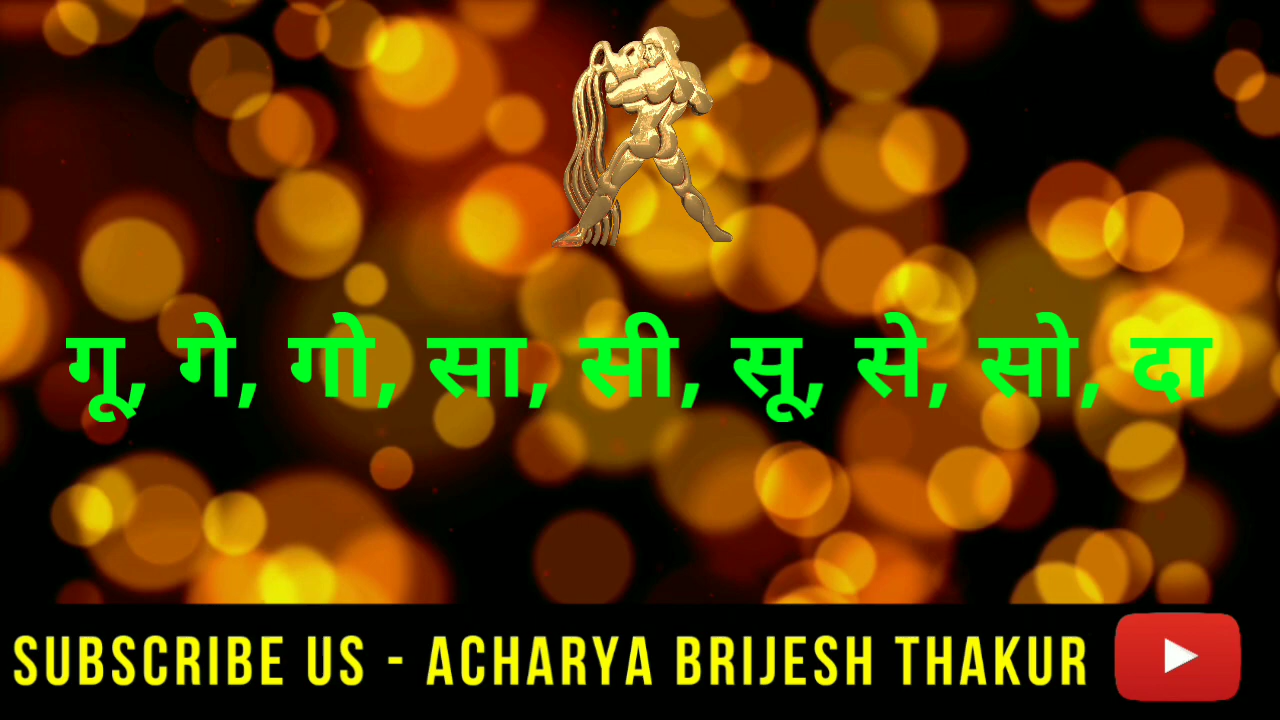 गू, गे, गो, सा, सी, सू, से, सो, दा
SUBSCRIBE US - ACHARYA BRIJESH THAKUR